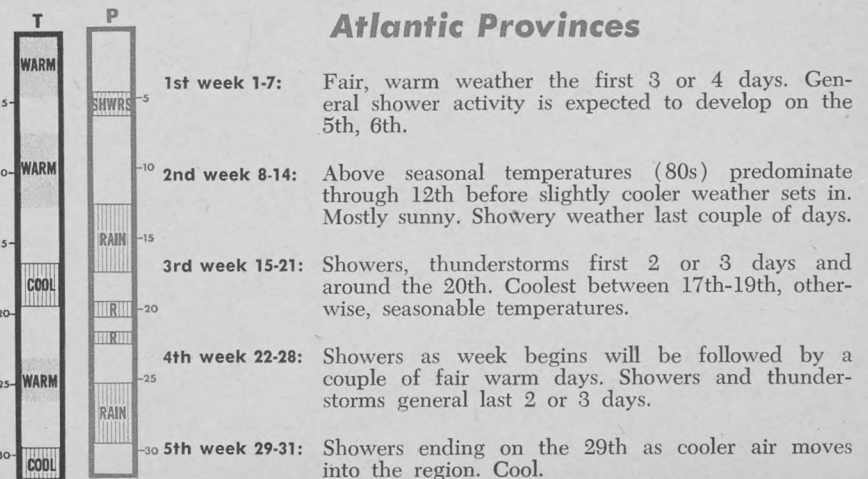 Atlantic Provinces
T
P
WARM
WARM
COOL
WARM
COOL
5
0
5
20
25
30
SHWRS
RAIN
R
R
RAIN
5
10
15
20
25
30
1st week 1-7: Fair, warm weather the first 3 or 4 days. Gen-
eral shower activity is expected to develop on the
5th, 6th.
2nd week 8-14: Above seasonal temperatures (80s) predominate
through 12th before slightly cooler weather sets in.
Mostly sunny. Showery weather last couple of days.
3rd week 15-21: Showers, thunderstorms first 2 or 3 days and
around the 20th. Coolest between 17th-19th, other-
wise, seasonable temperatures.
4th week 22-28: Showers as week begins will be followed by a
couple of fair warm days. Showers and thunder-
storms general last 2 or 3 days.
5th week 29-31: Showers ending on the 29th as cooler air moves
into the region. Cool.